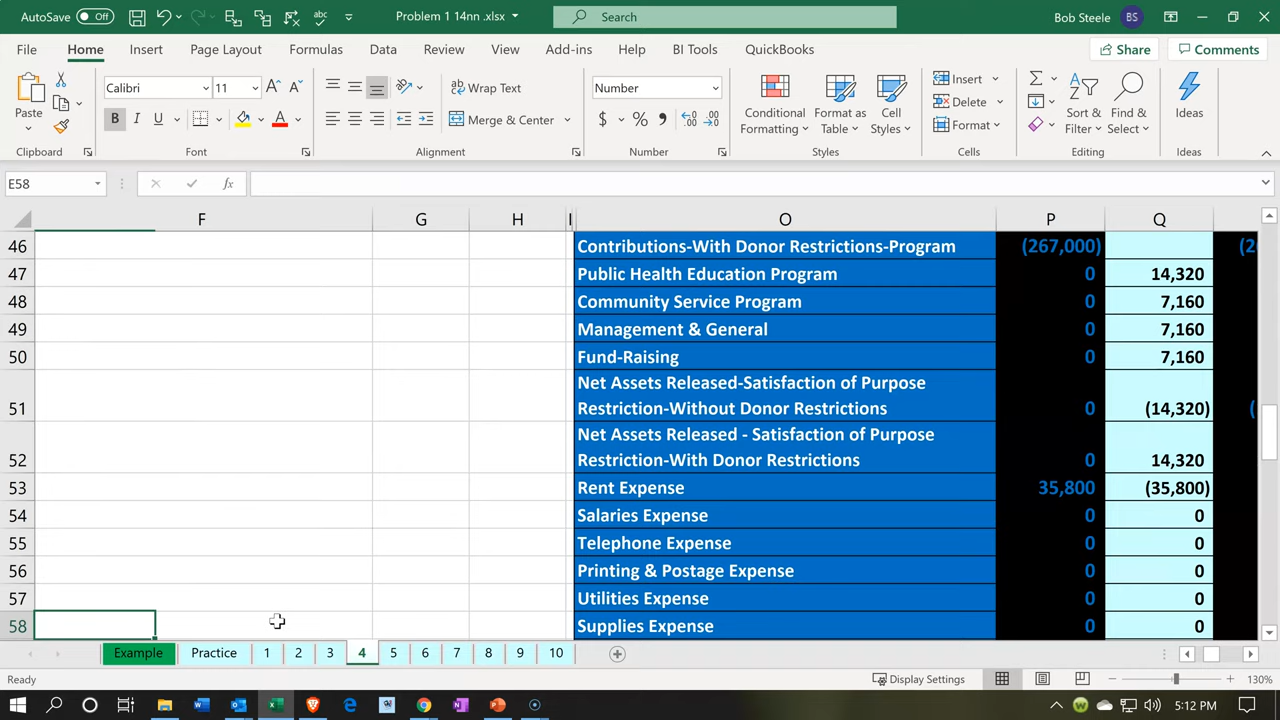 AutoSave Off Problem 1 14nn .xlsx Search Bob Steele BS
File Home Insert Page Layout Formulas Data Review View Add-ins Help BI Tools QuickBooks Share Comments
Calibri 11 Wrap Text Number Insert
Paste B I U A Merge & Center $ % Conditional Formatting Format as Table Cell Styles Delete Format Sort & Filter Find & Select Ideas
Clipboard Font Alignment Number Styles Cells Editing Ideas
E58 fx
F G H I O P Q
46 Contributions-With Donor Restrictions-Program (267,000)
47 Public Health Education Program 0 14,320
48 Community Service Program 0 7,160
49 Management & General 0 7,160
50 Fund-Raising 0 7,160
Net Assets Released-Satisfaction of Purpose
51 Restriction-Without Donor Restrictions 0 (14,320)
Net Assets Released - Satisfaction of Purpose
52 Restriction-With Donor Restrictions 0 14,320
53 Rent Expense 35,800 (35,800)
54 Salaries Expense 0 0
55 Telephone Expense 0 0
56 Printing & Postage Expense 0 0
57 Utilities Expense 0 0
58 Supplies Expense 0 0
Example Practice 1 2 3 4 5 6 7 8 9 10
Ready Display Settings 130%
5:12 PM